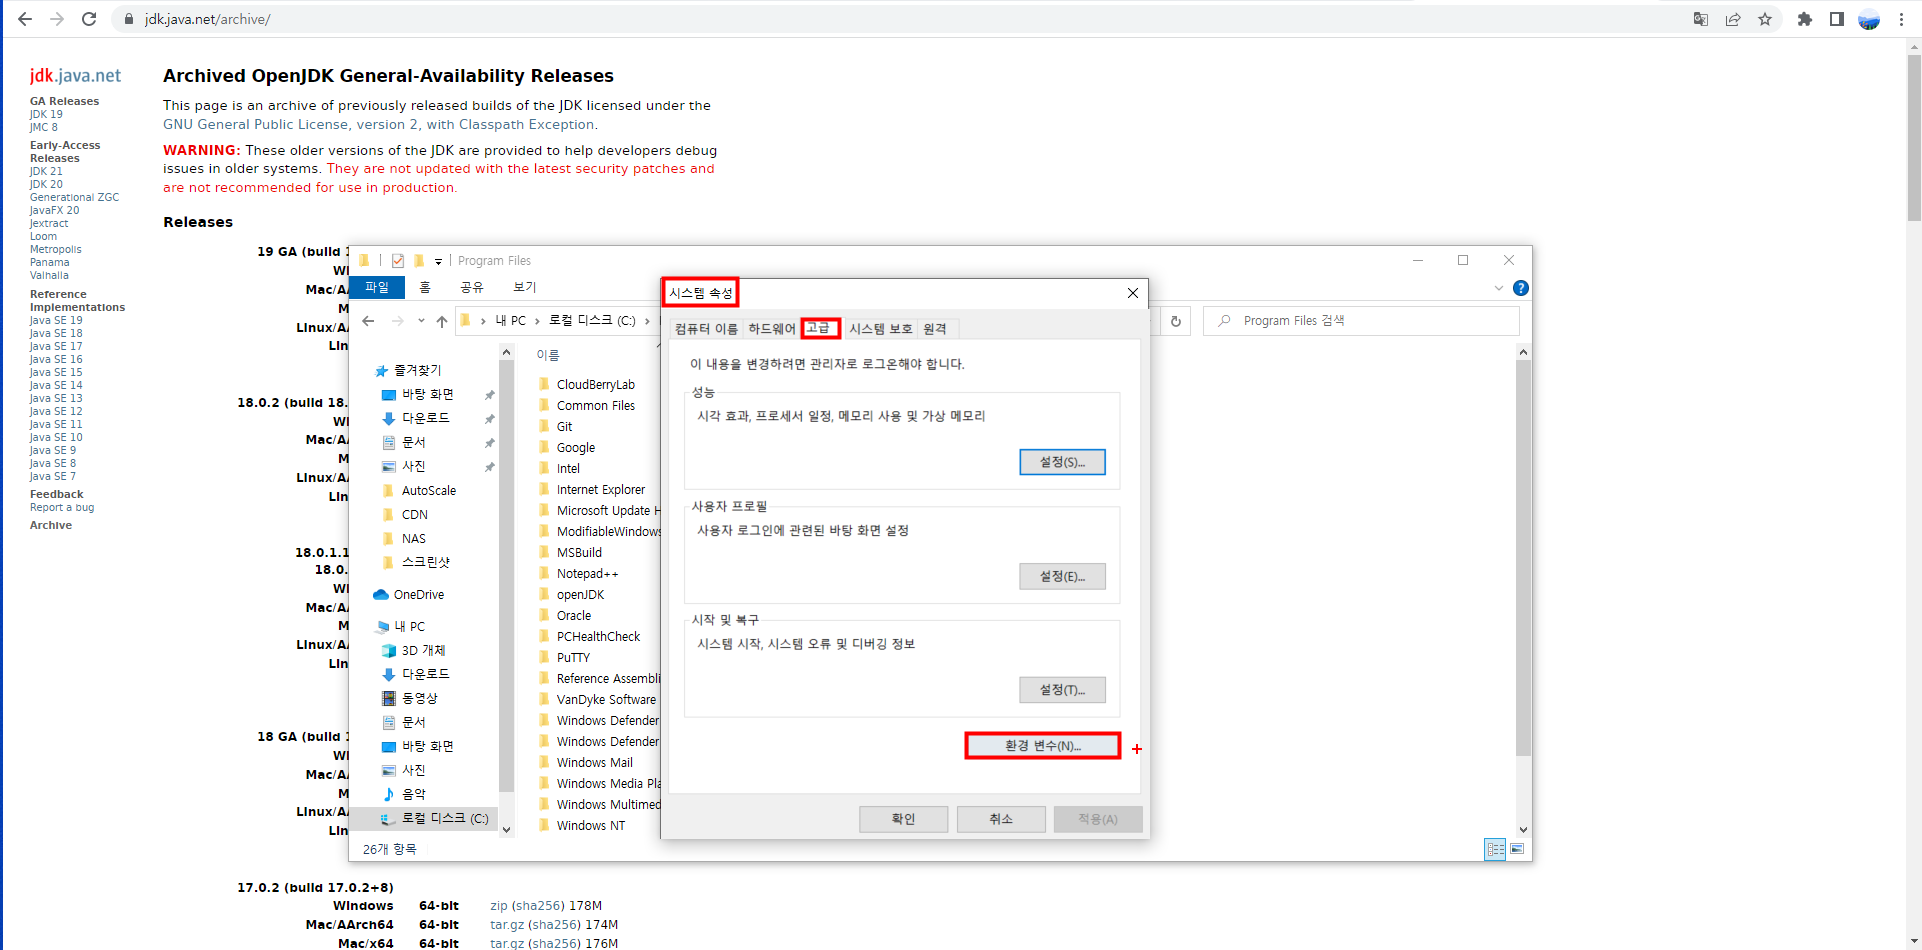 jdk.java.net/archive/
jdk.java.net
GA Releases
JDK 19
JMC 8
Early-Access
Releases
JDK 21
JDK 20
Generational ZGC
JavaFX 20
Jextract
Loom
Metropolis
Panama
Valhalla
Reference
Implementations
Java SE 19
Java SE 18
Java SE 17
Java SE 16
Java SE 15
Java SE 14
Java SE 13
Java SE 12
Java SE 11
Java SE 10
Java SE 9
Java SE 8
Java SE 7
Feedback
Report a bug
Archive
Archived OpenJDK General-Availability Releases
This page is an archive of previously released builds of the JDK licensed under the
GNU General Public License, version 2, with Classpath Exception.
WARNING: These older versions of the JDK are provided to help developers debug
issues in older systems. They are not updated with the latest security patches and
are not recommended for use in production.
Releases
19 GA (build 1
Wi
Mac/A
M
Linux/A
Lin
18.0.2 (build 18.
Wi
Mac/A
M
Linux/A
Lin
18.0.1.1
18.0.
Wi
Mac/A
M
Linux/A
Lin
18 GA (build 1
Wi
Mac/A
M
Linux/A
Lin
17.0.2 (build 17.0.2+8)
Windows 64-bit zip (sha256) 178M
Mac/AArch64 64-bit tar.gz (sha256) 174M
Mac/x64 64-bit tar.gz (sha256) 176M
Program Files
파일 홈 공유 보기
내 PC 로컬 디스크 (C:)
Program Files 검색
즐겨찾기
바탕 화면
다운로드
문서
사진
AutoScale
CDN
NAS
스크린샷
OneDrive
내 PC
3D 개체
다운로드
동영상
문서
바탕 화면
사진
음악
로컬 디스크 (C:)
26개 항목
이름
CloudBerryLab
Common Files
Git
Google
Intel
Internet Explorer
Microsoft Update H
ModifiableWindows
MSBuild
Notepad++
openJDK
Oracle
PCHealthCheck
PuTTY
Reference Assembli
VanDyke Software
Windows Defender
Windows Defender
Windows Mail
Windows Media Pla
Windows Multimed
Windows NT
시스템 속성
컴퓨터 이름 하드웨어 고급 시스템 보호 원격
이 내용을 변경하려면 관리자로 로그온해야 합니다.
성능
시각 효과, 프로세서 일정, 메모리 사용 및 가상 메모리
설정(S)...
사용자 프로필
사용자 로그인에 관련된 바탕 화면 설정
설정(E)...
시작 및 복구
시스템 시작, 시스템 오류 및 디버깅 정보
설정(T)...
환경 변수(N)...
확인 취소 적용(A)